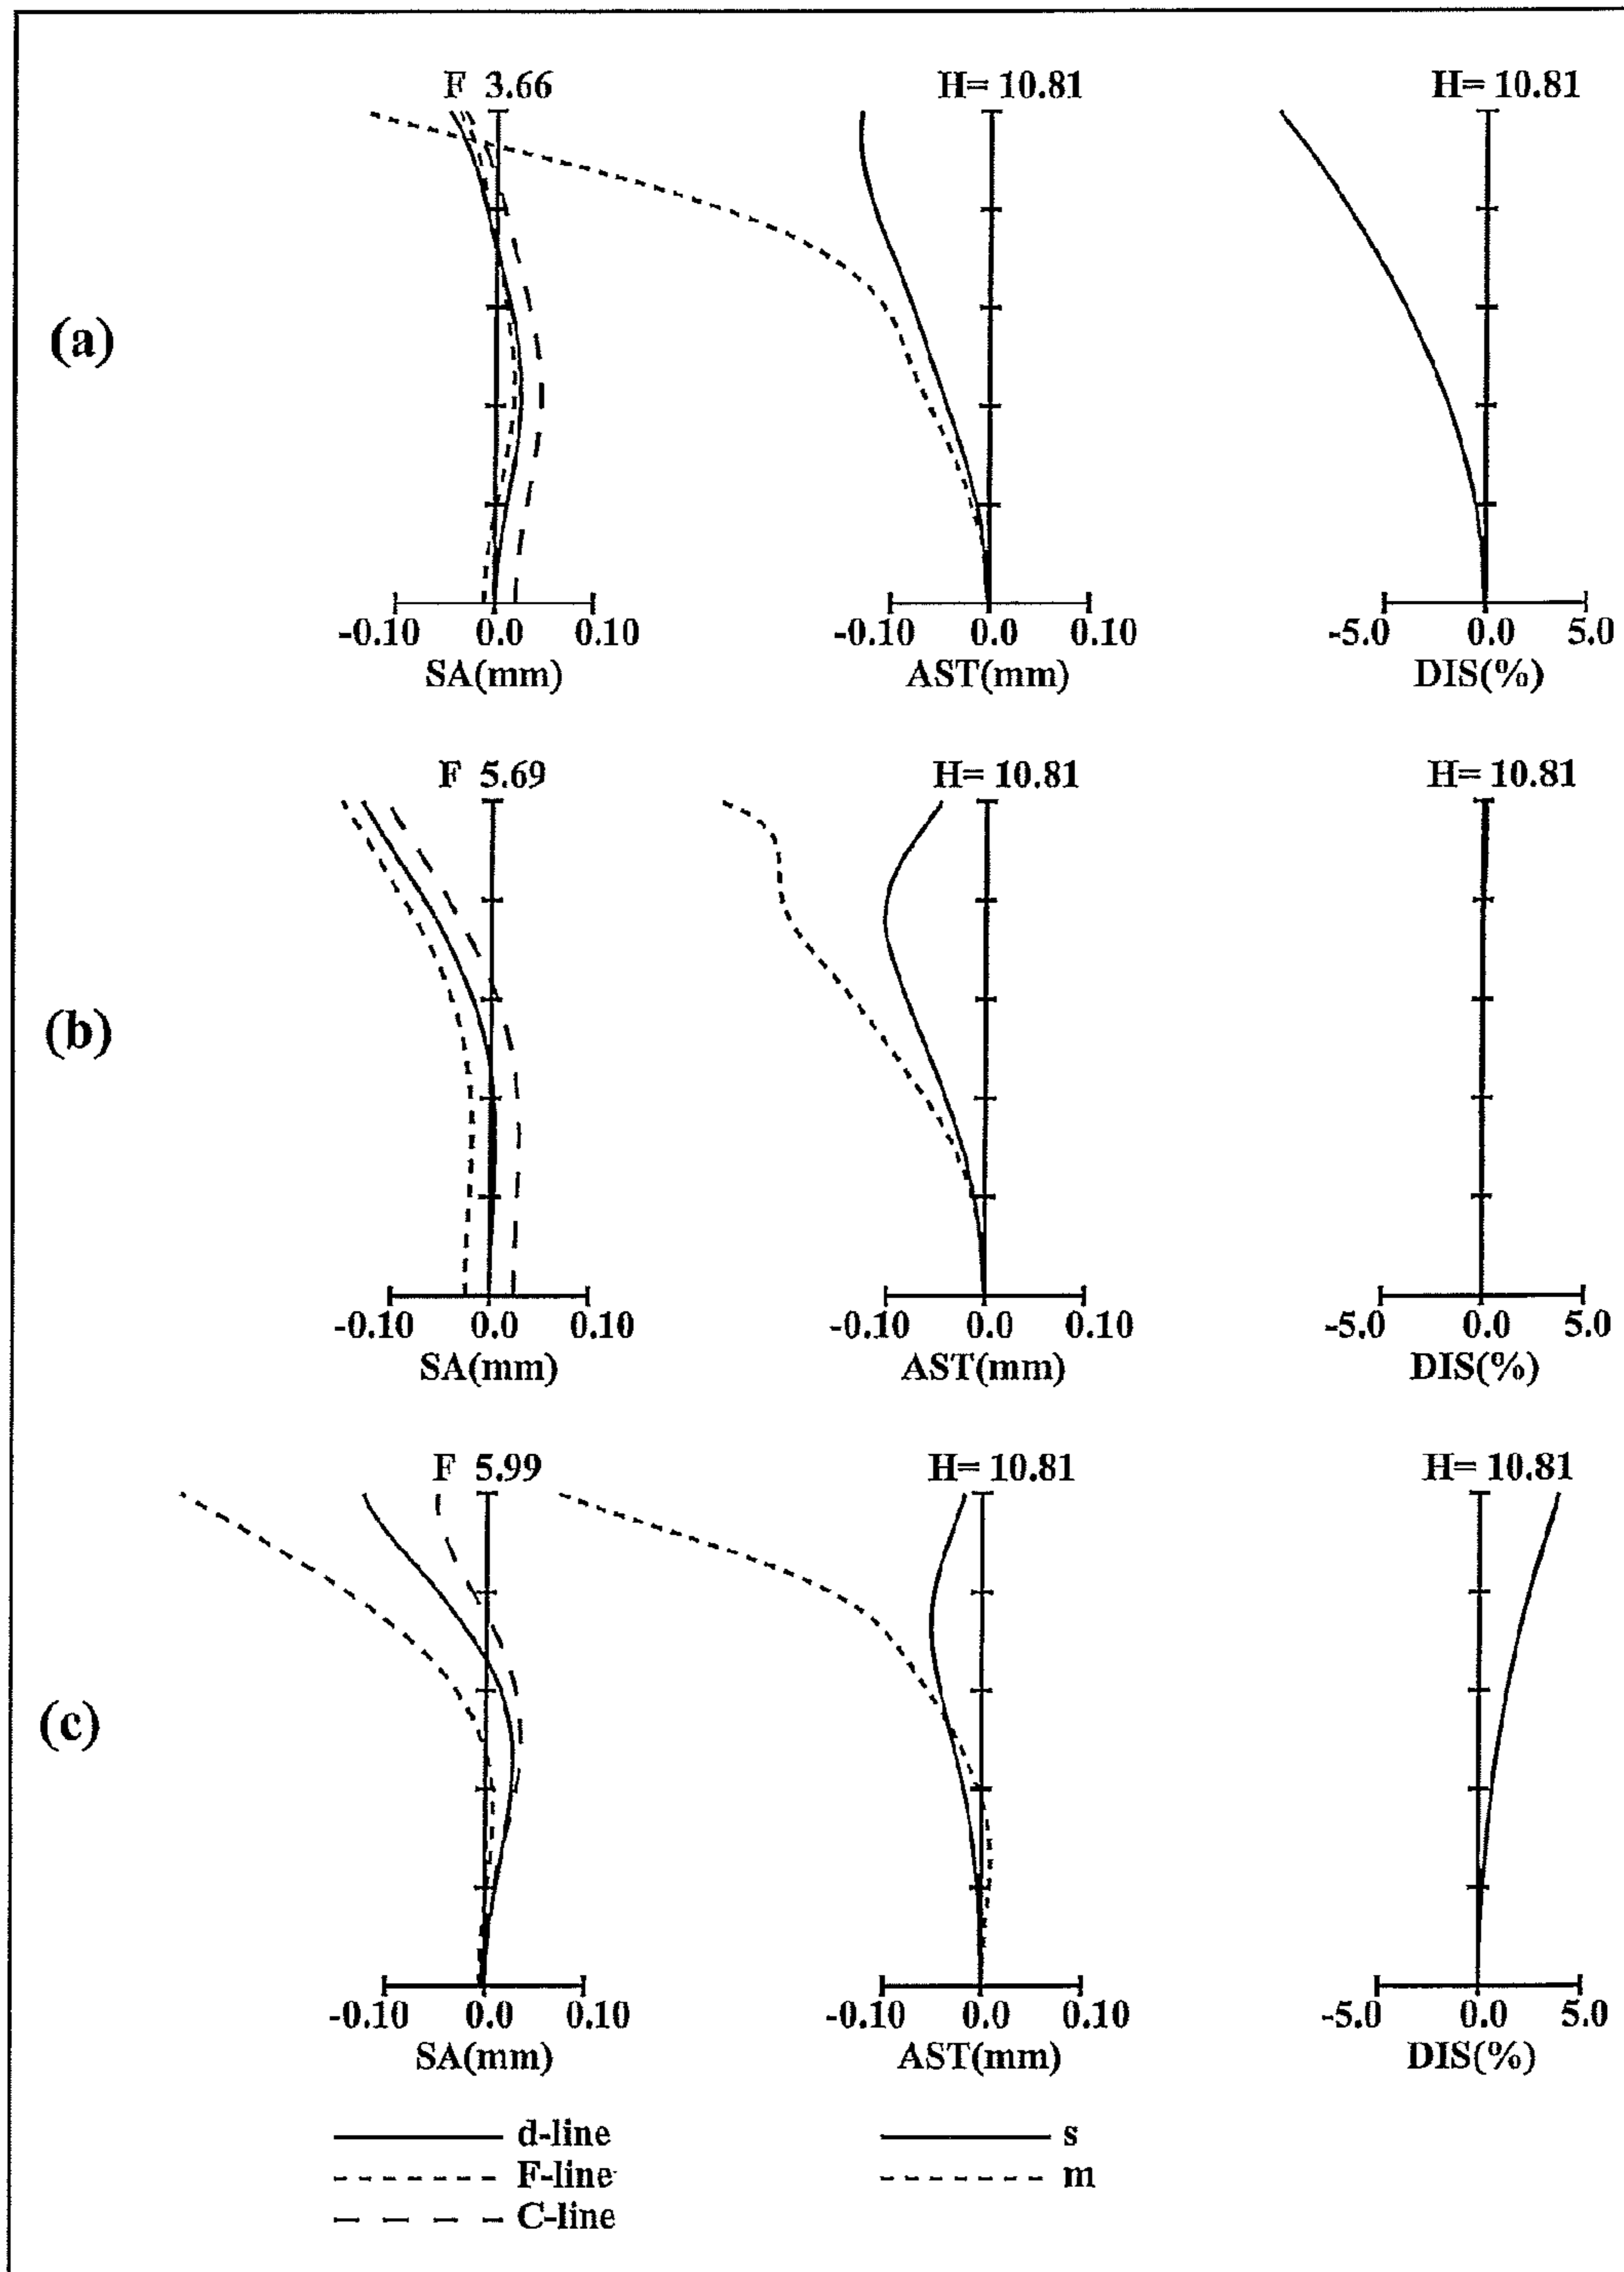 F 3.66 H= 10.81 H= 10.81
(a)
-0.10 0.0 0.10 -0.10 0.0 0.10 -5.0 0.0 5.0
SA(mm) AST(mm) DIS(%)
F 5.69 H= 10.81 H= 10.81
(b)
-0.10 0.0 0.10 -0.10 0.0 0.10 -5.0 0.0 5.0
SA(mm) AST(mm) DIS(%)
F 5.99 H= 10.81 H= 10.81
(c)
-0.10 0.0 0.10 -0.10 0.0 0.10 -5.0 0.0 5.0
SA(mm) AST(mm) DIS(%)
d-line s
F-line m
C-line